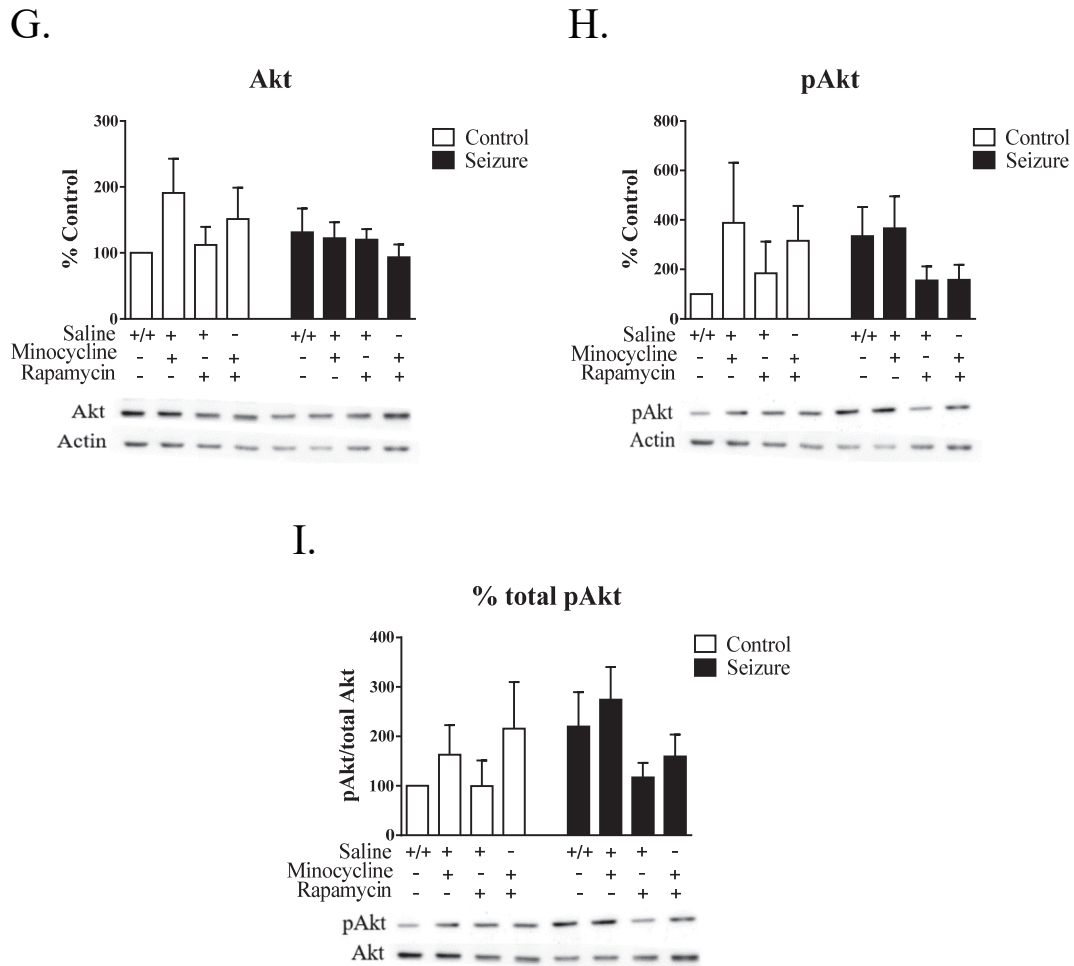 G.
Akt
300
200
100
0
% Control
Control
Seizure
Saline +/+ + + - +/+ + + -
Minocycline - + - + - + - +
Rapamycin - - + + - - + +
Akt
Actin
H.
pAkt
800
600
400
200
0
% Control
Control
Seizure
Saline +/+ + + - +/+ + + -
Minocycline - + - + - + - +
Rapamycin - - + + - - + +
pAkt
Actin
I.
% total pAkt
400
300
200
100
0
pAkt/total Akt
Control
Seizure
Saline +/+ + + - +/+ + + -
Minocycline - + - + - + - +
Rapamycin - - + + - - + +
pAkt
Akt